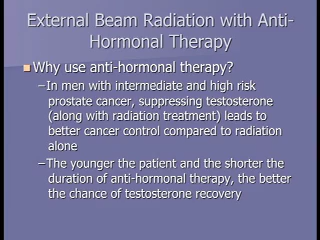 External Beam Radiation with Anti-
Hormonal Therapy
Why use anti-hormonal therapy?
–In men with intermediate and high risk
prostate cancer, suppressing testosterone
(along with radiation treatment) leads to
better cancer control compared to radiation
alone
–The younger the patient and the shorter the
duration of anti-hormonal therapy, the better
the chance of testosterone recovery